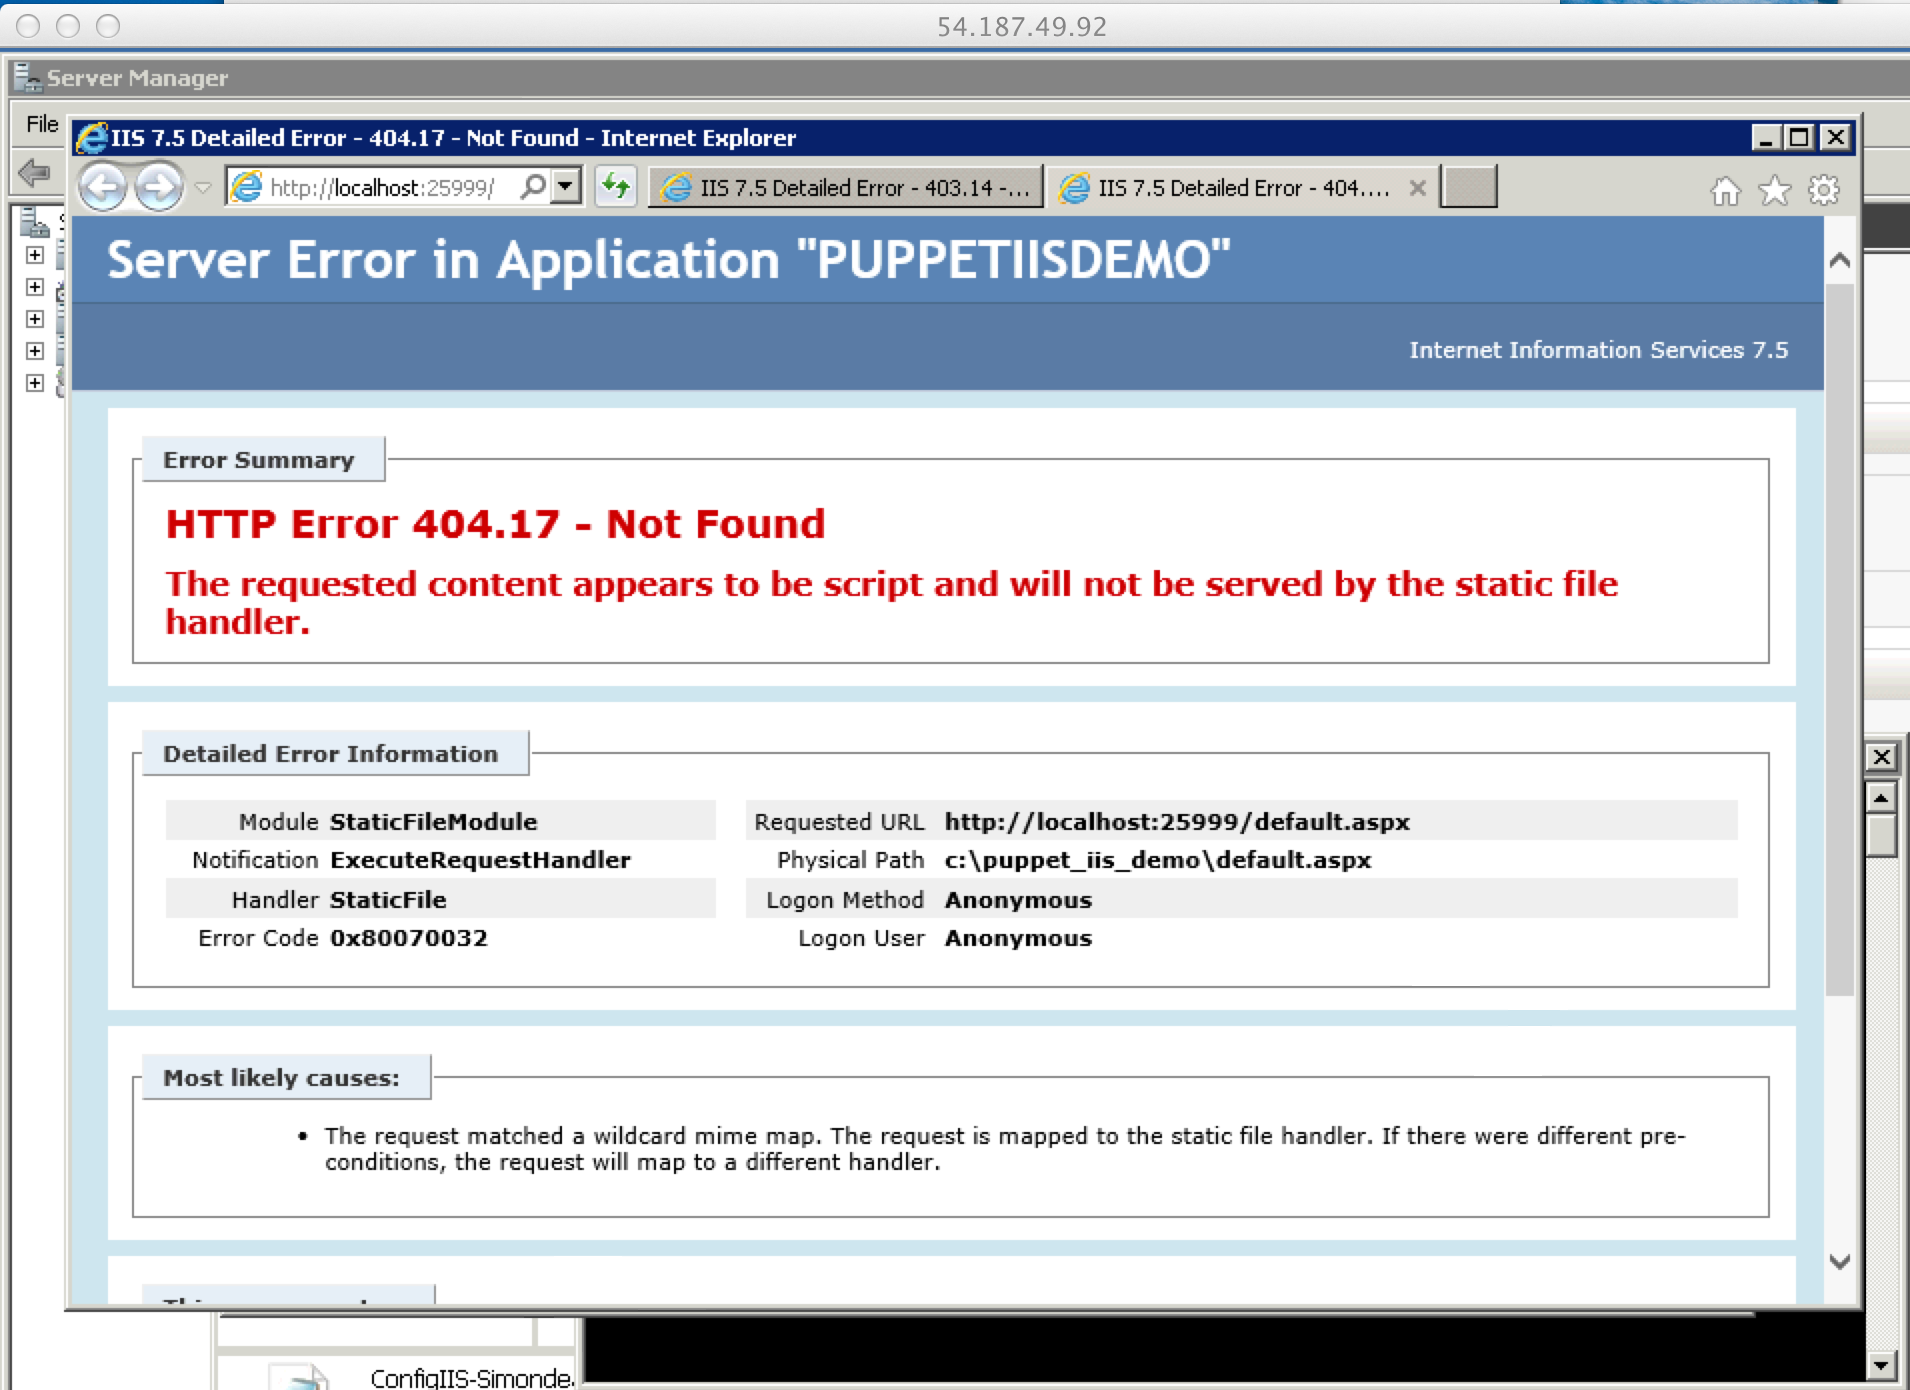 54.187.49.92
Server Manager
File
IIS 7.5 Detailed Error - 404.17 - Not Found - Internet Explorer
http://localhost:25999/
IIS 7.5 Detailed Error - 403.14 -...
IIS 7.5 Detailed Error - 404....
Server Error in Application "PUPPETIISDEMO"
Internet Information Services 7.5
Error Summary
HTTP Error 404.17 - Not Found
The requested content appears to be script and will not be served by the static file
handler.
Detailed Error Information
Module StaticFileModule
Notification ExecuteRequestHandler
Handler StaticFile
Error Code 0x80070032
Requested URL http://localhost:25999/default.aspx
Physical Path c:\puppet_iis_demo\default.aspx
Logon Method Anonymous
Logon User Anonymous
Most likely causes:
• The request matched a wildcard mime map. The request is mapped to the static file handler. If there were different pre-
conditions, the request will map to a different handler.
ConfigIIS-Simonde.